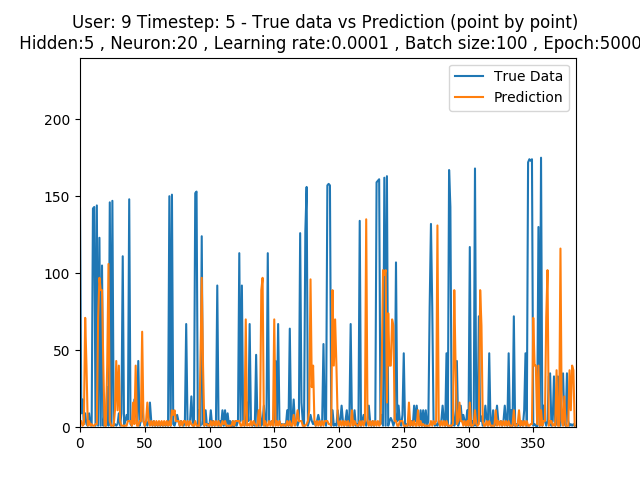 User: 9 Timestep: 5 - True data vs Prediction (point by point)
Hidden:5 , Neuron:20 , Learning rate:0.0001 , Batch size:100 , Epoch:5000
True Data
Prediction
200
150
100
50
0
0 50 100 150 200 250 300 350